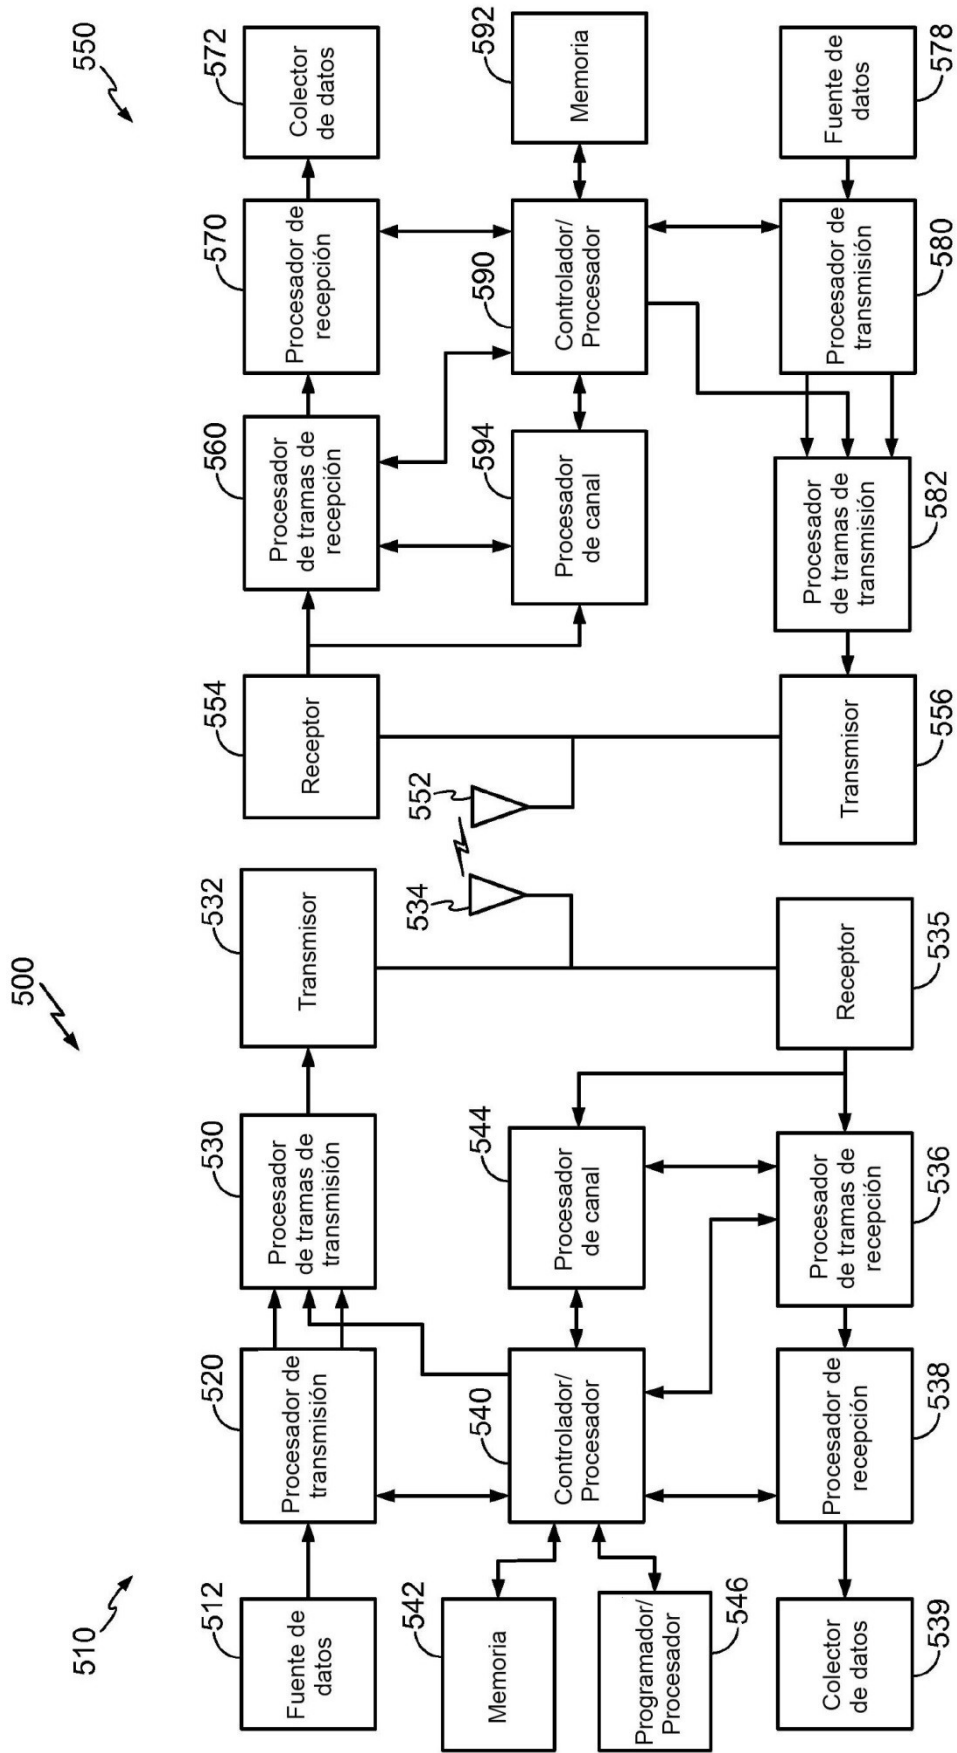 500
510
550
512
Fuente de
datos
520
Procesador de
transmisión
530
Procesador
de tramas de
transmisión
532
Transmisor
554
Receptor
560
Procesador
de tramas de
recepción
570
Procesador de
recepción
572
Colector
de datos
542
Memoria
540
Controlador/
Procesador
544
Procesador
de canal
534
552
594
Procesador
de canal
590
Controlador/
Procesador
592
Memoria
Programador/
Procesador
546
Colector
de datos
539
Procesador de
recepción
538
Procesador
de tramas de
recepción
536
Receptor
535
Transmisor
556
Procesador
de tramas de
transmisión
582
Procesador de
transmisión
580
Fuente de
datos
578